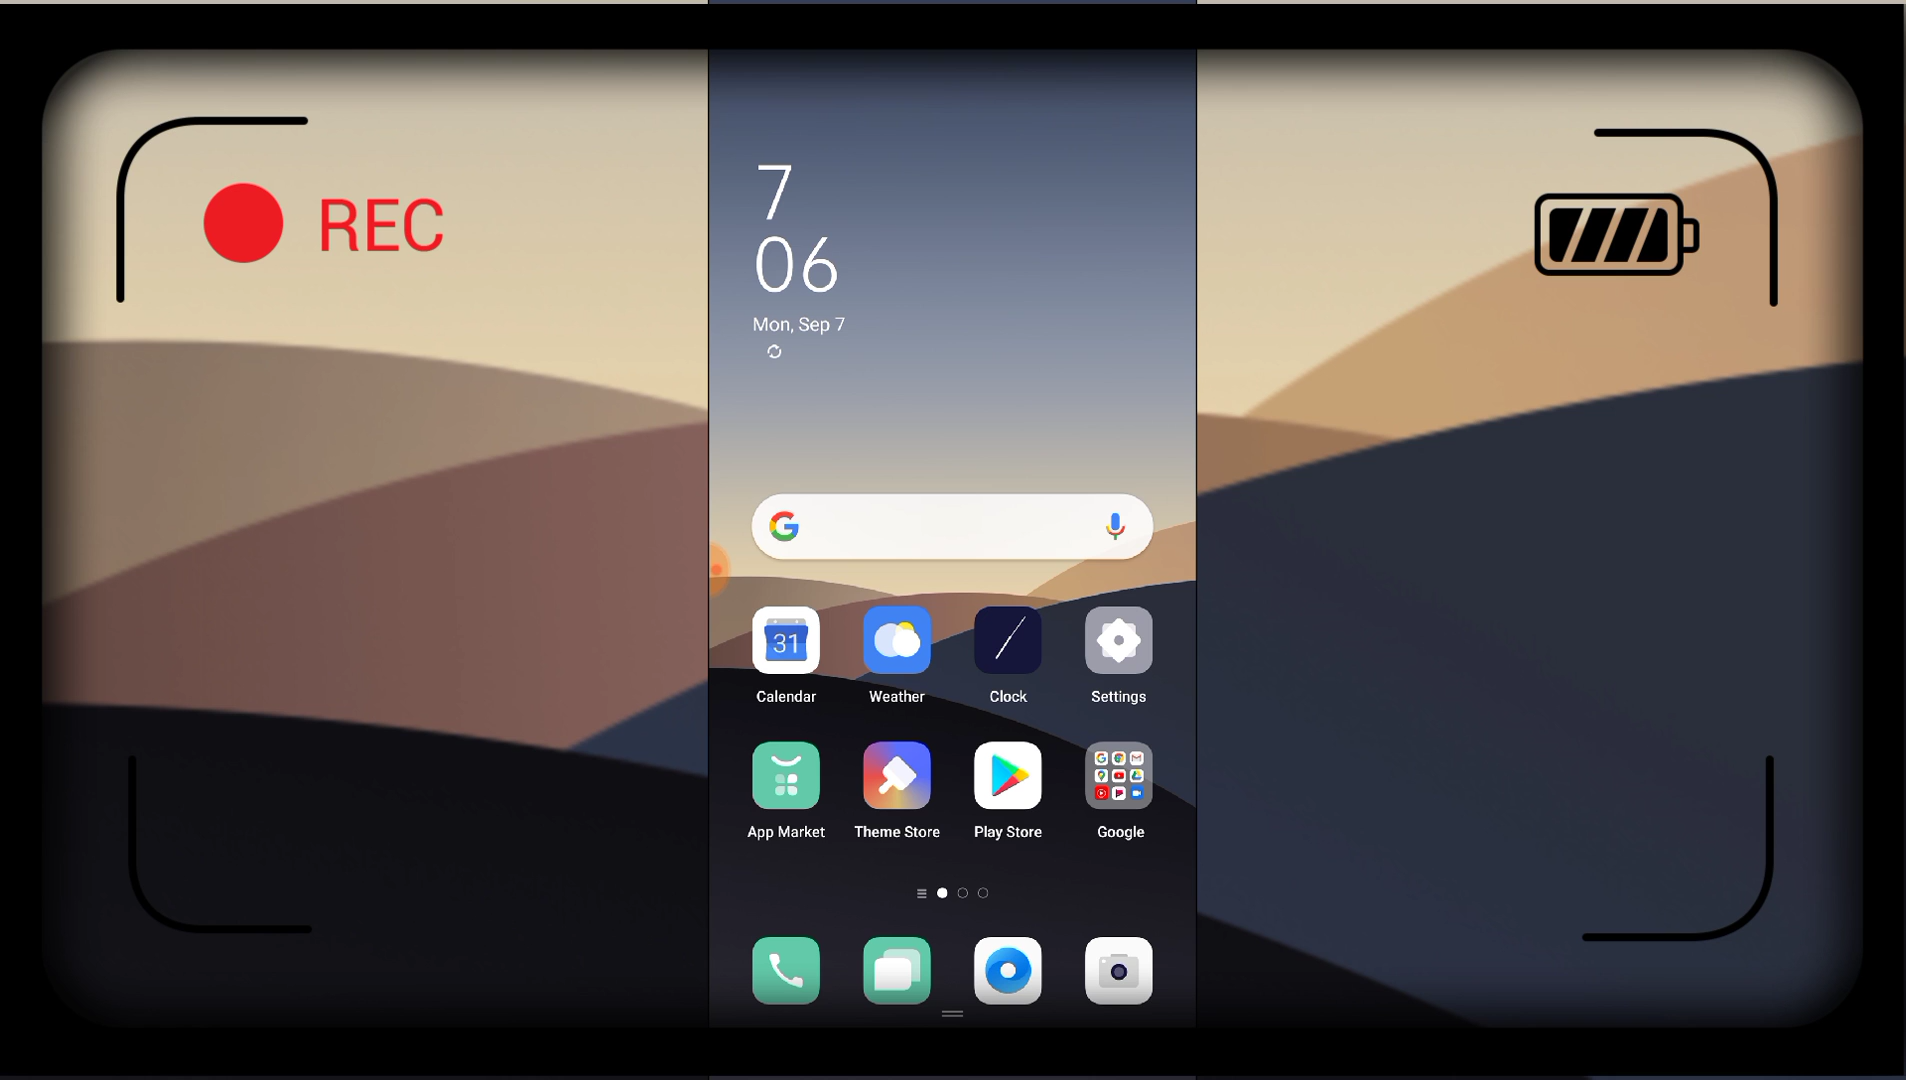 REC
7
06
Mon, Sep 7
31
Calendar
Weather
Clock
Settings
App Market
Theme Store
Play Store
Google